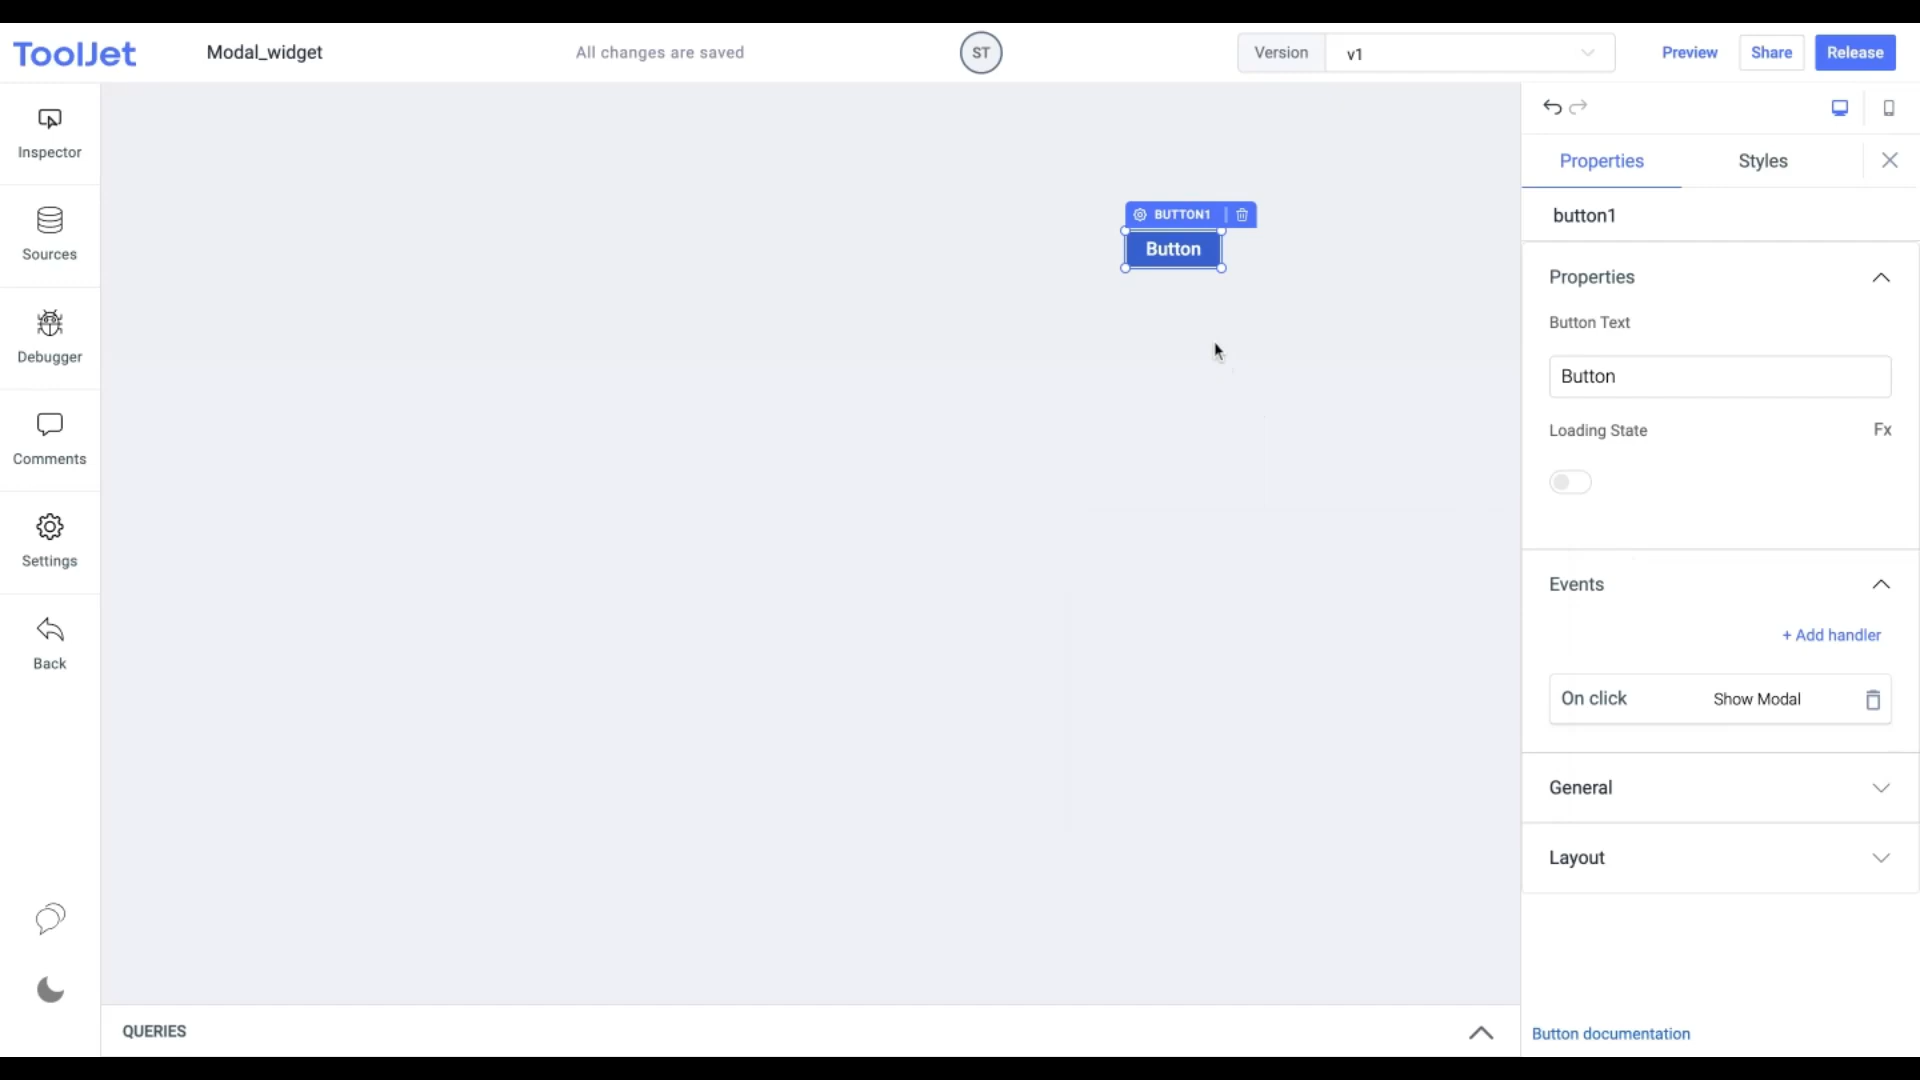 ToolJet Modal_widget All changes are saved ST Version v1 Preview Share Release
Inspector
Sources
Debugger
Comments
Settings
Back
BUTTON1
Button
Properties Styles
button1
Properties
Button Text
Button
Loading State Fx
Events
+ Add handler
On click Show Modal
General
Layout
QUERIES
Button documentation